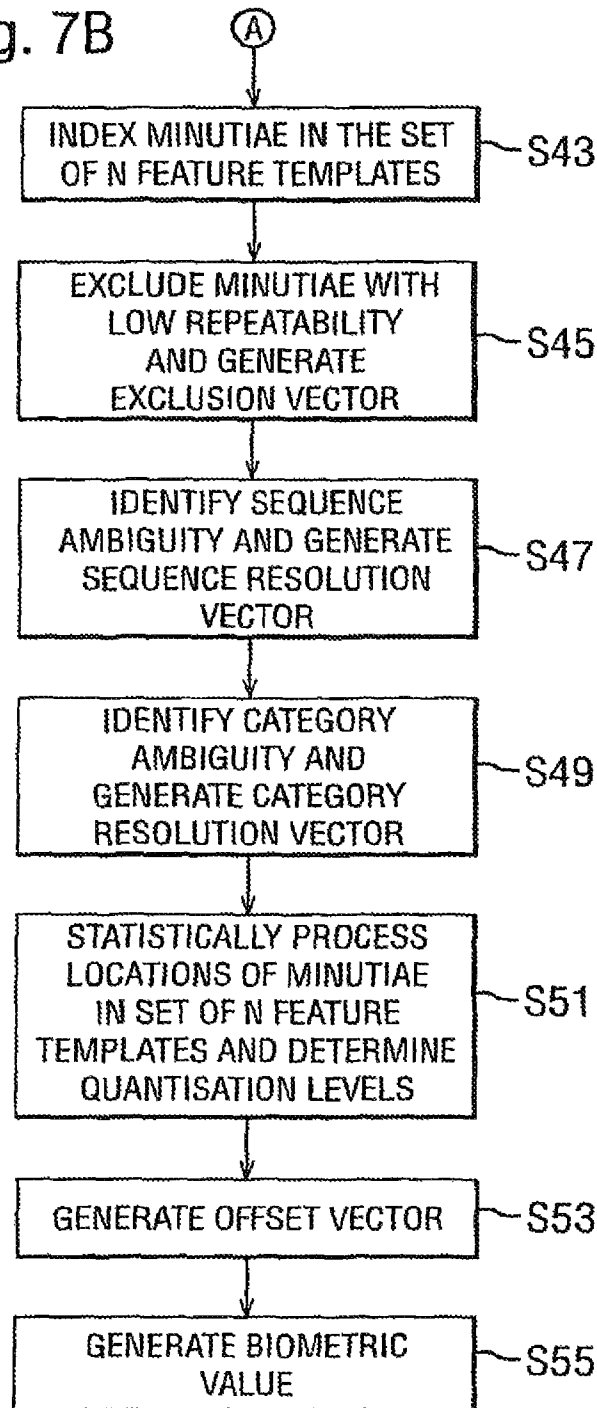 g. 7B
A
INDEX MINUTIAE IN THE SET
OF N FEATURE TEMPLATES
S43
EXCLUDE MINUTIAE WITH
LOW REPEATABILITY
AND GENERATE
EXCLUSION VECTOR
S45
IDENTIFY SEQUENCE
AMBIGUITY AND GENERATE
SEQUENCE RESOLUTION
VECTOR
S47
IDENTIFY CATEGORY
AMBIGUITY AND
GENERATE CATEGORY
RESOLUTION VECTOR
S49
STATISTICALLY PROCESS
LOCATIONS OF MINUTIAE
IN SET OF N FEATURE
TEMPLATES AND DETERMINE
QUANTISATION LEVELS
S51
GENERATE OFFSET VECTOR
S53
GENERATE BIOMETRIC
VALUE
S55